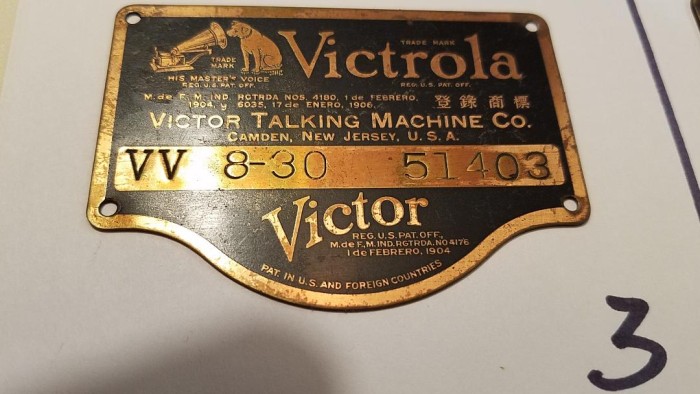 TRADE MARK
HIS MASTER'S VOICE
REG. U.S. PAT. OFF.
TRADE MARK
Victrola
REG. U.S. PAT. OFF.
M. de F. M. IND. RGTRDA NOS. 4180, 1 de FEBRERO,
1904, y 6035, 17 de ENERO, 1906.
登錄商標
VICTOR TALKING MACHINE CO.
CAMDEN, NEW JERSEY, U.S.A.
VV 8-30 51403
Victor
REG. U.S. PAT. OFF.,
M. de F., M. IND. RGTRDA. NO 4176
1 de FEBRERO, 1904
PAT. IN U.S. AND FOREIGN COUNTRIES
3